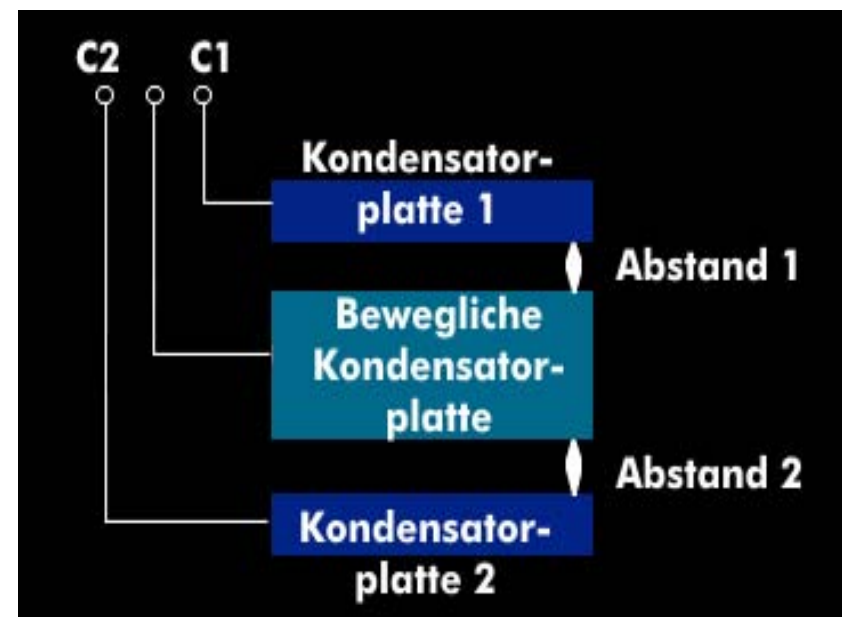 C2 C1
Kondensator-
platte 1
Abstand 1
Bewegliche
Kondensator-
platte
Abstand 2
Kondensator-
platte 2